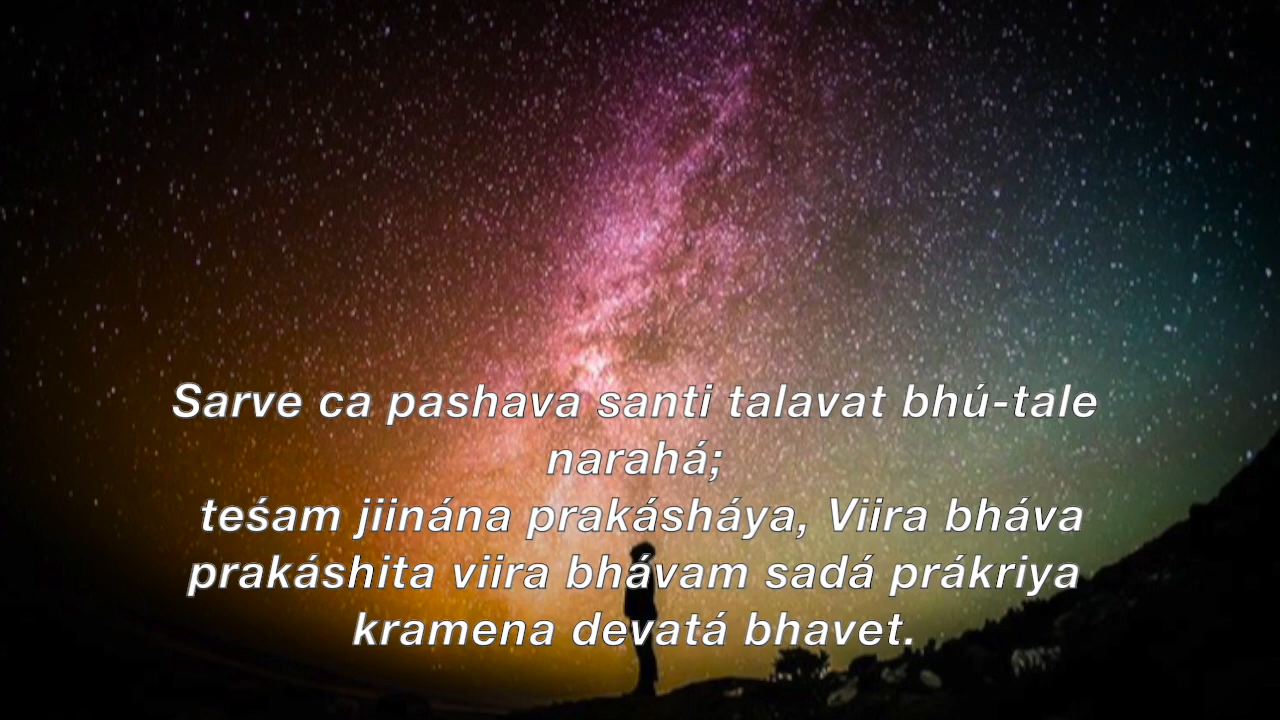 Sarve ca pashava santi talavat bhú-tale
narahá;
teśam jiinána prakásháya, Viira bháva
prakáshita viira bhávam sadá prákriya
kramena devatá bhavet.